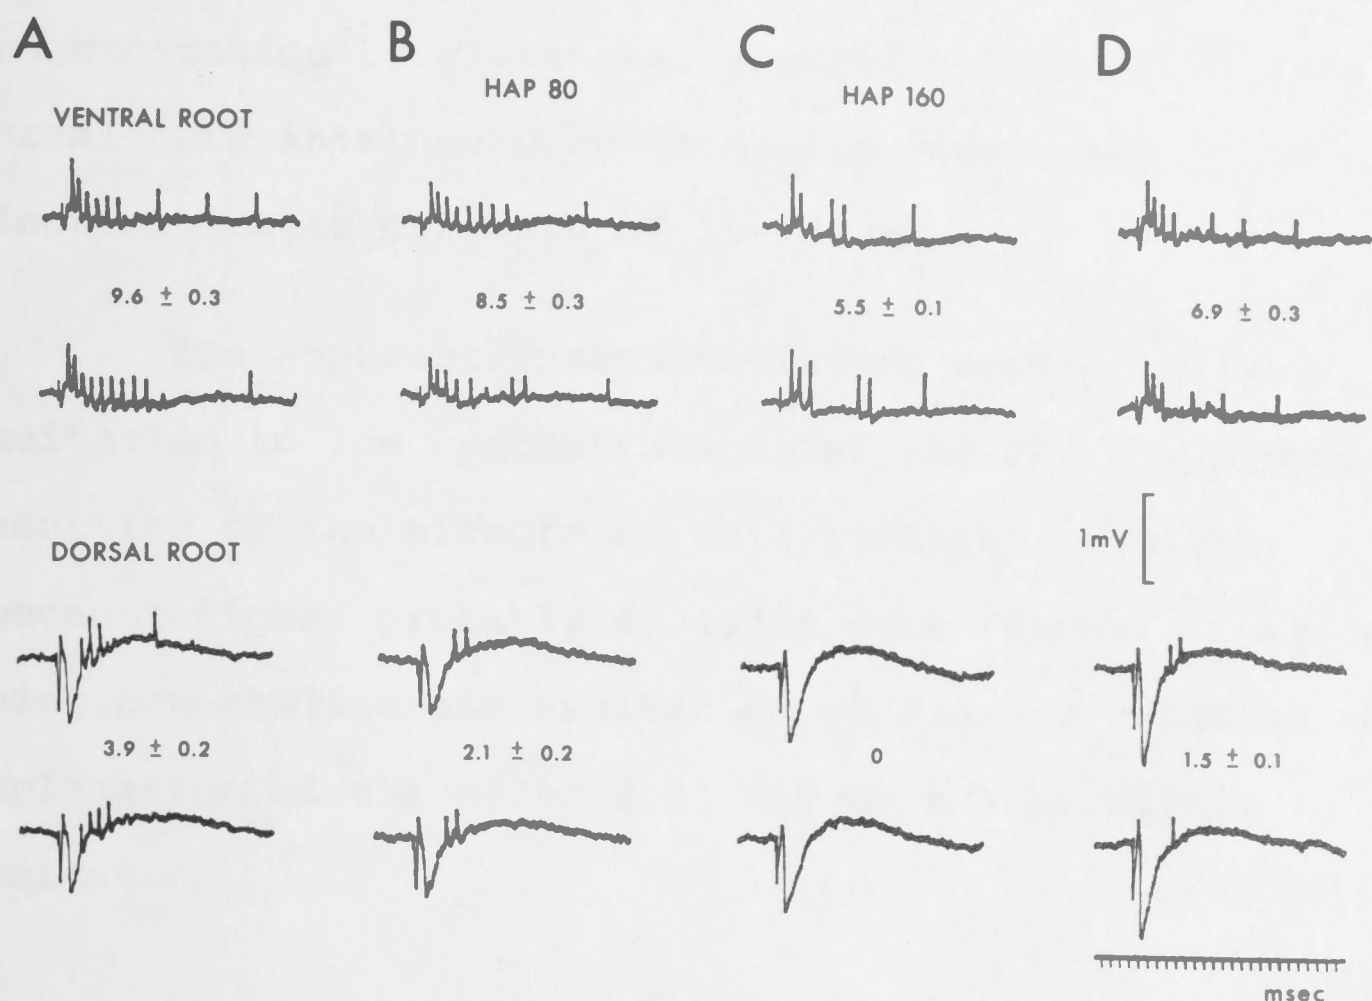 A
B
C
D
HAP 80
HAP 160
VENTRAL ROOT
9.6 ± 0.3
8.5 ± 0.3
5.5 ± 0.1
6.9 ± 0.3
1mV
DORSAL ROOT
3.9 ± 0.2
2.1 ± 0.2
0
1.5 ± 0.1
msec